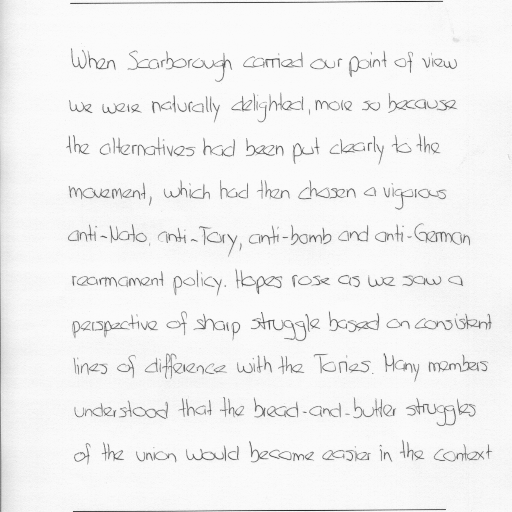 When Scarborough carried our point of view
we were naturally delighted, more so because
the alternatives had been put clearly to the
movement, which had then chosen a vigorous
anti-Nato, anti-Tory, anti-bomb and anti-German
rearmament policy. Hopes rose as we saw a
perspective of sharp struggle based on consistent
lines of difference with the Tories. Many members
understood that the bread-and-butter struggles
of the union would become easier in the context